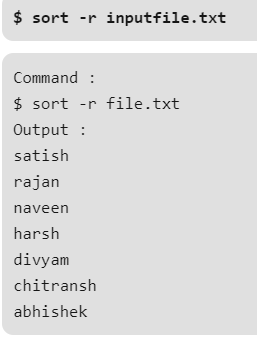 $ sort -r inputfile.txt
Command :
$ sort -r file.txt
Output :
satish
rajan
naveen
harsh
divyam
chitransh
abhishek